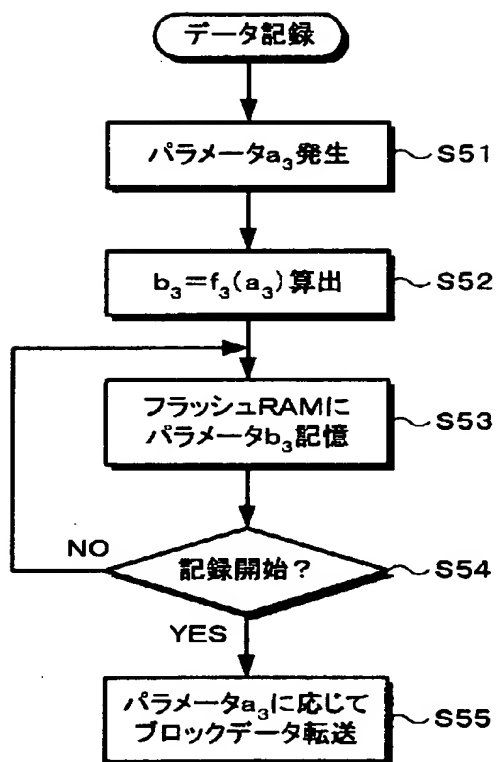 データ記録
パラメータa₃発生
S51
b₃=f₃(a₃)算出
S52
フラッシュRAMに
パラメータb₃記憶
S53
NO
記録開始？
S54
YES
パラメータa₃に応じて
ブロックデータ転送
S55